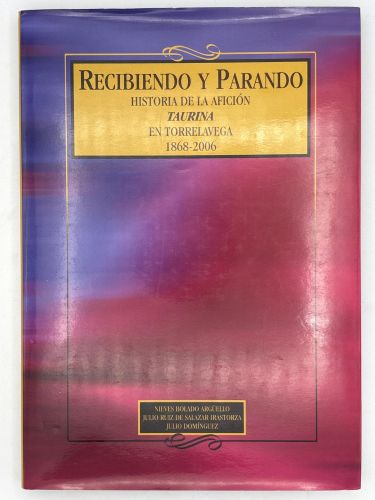 RECIBIENDO Y PARANDO
HISTORIA DE LA AFICIÓN
TAURINA
EN TORRELAVEGA
1868-2006
NIEVES BOLADO ARGÜELLO
JULIO RUIZ DE SALAZAR IRASTORZA
JULIO DOMÍNGUEZ